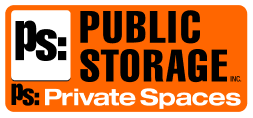 ps: PUBLIC
STORAGE INC.
ps: Private Spaces